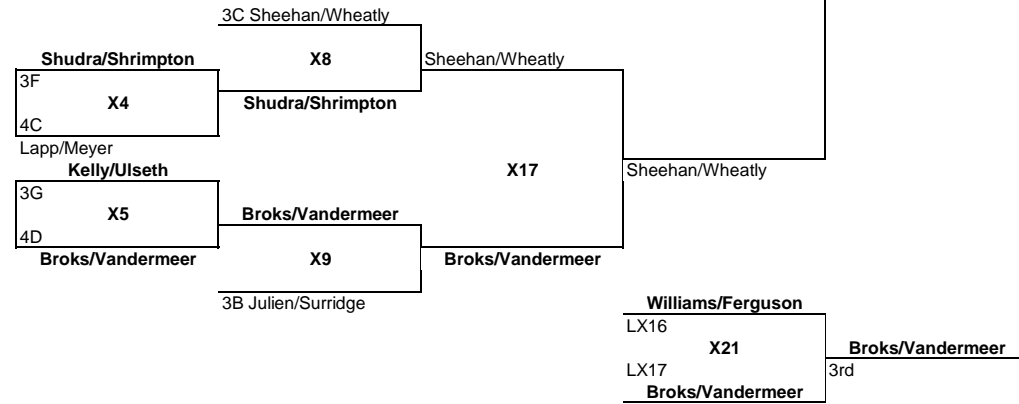 3C Sheehan/Wheatly
Shudra/Shrimpton X8 Sheehan/Wheatly
3F
X4 Shudra/Shrimpton
4C
Lapp/Meyer
Kelly/Ulseth X17 Sheehan/Wheatly
3G
X5 Broks/Vandermeer
4D
Broks/Vandermeer X9 Broks/Vandermeer
3B Julien/Surridge Williams/Ferguson
LX16
X21 Broks/Vandermeer
LX17 3rd
Broks/Vandermeer